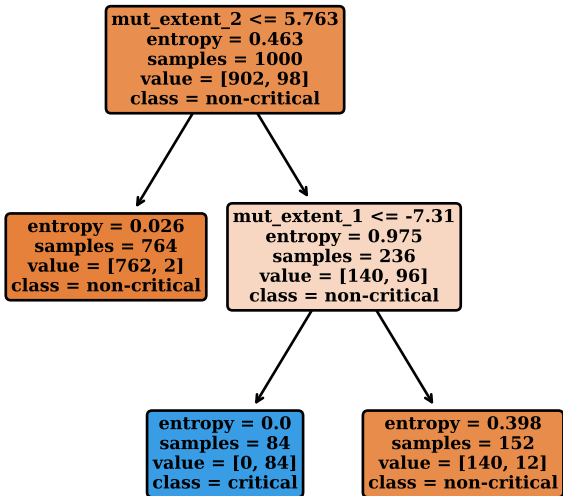 mut_extent_2 <= 5.763
entropy = 0.463
samples = 1000
value = [902, 98]
class = non-critical
entropy = 0.026
samples = 764
value = [762, 2]
class = non-critical
mut_extent_1 <= -7.31
entropy = 0.975
samples = 236
value = [140, 96]
class = non-critical
entropy = 0.0
samples = 84
value = [0, 84]
class = critical
entropy = 0.398
samples = 152
value = [140, 12]
class = non-critical